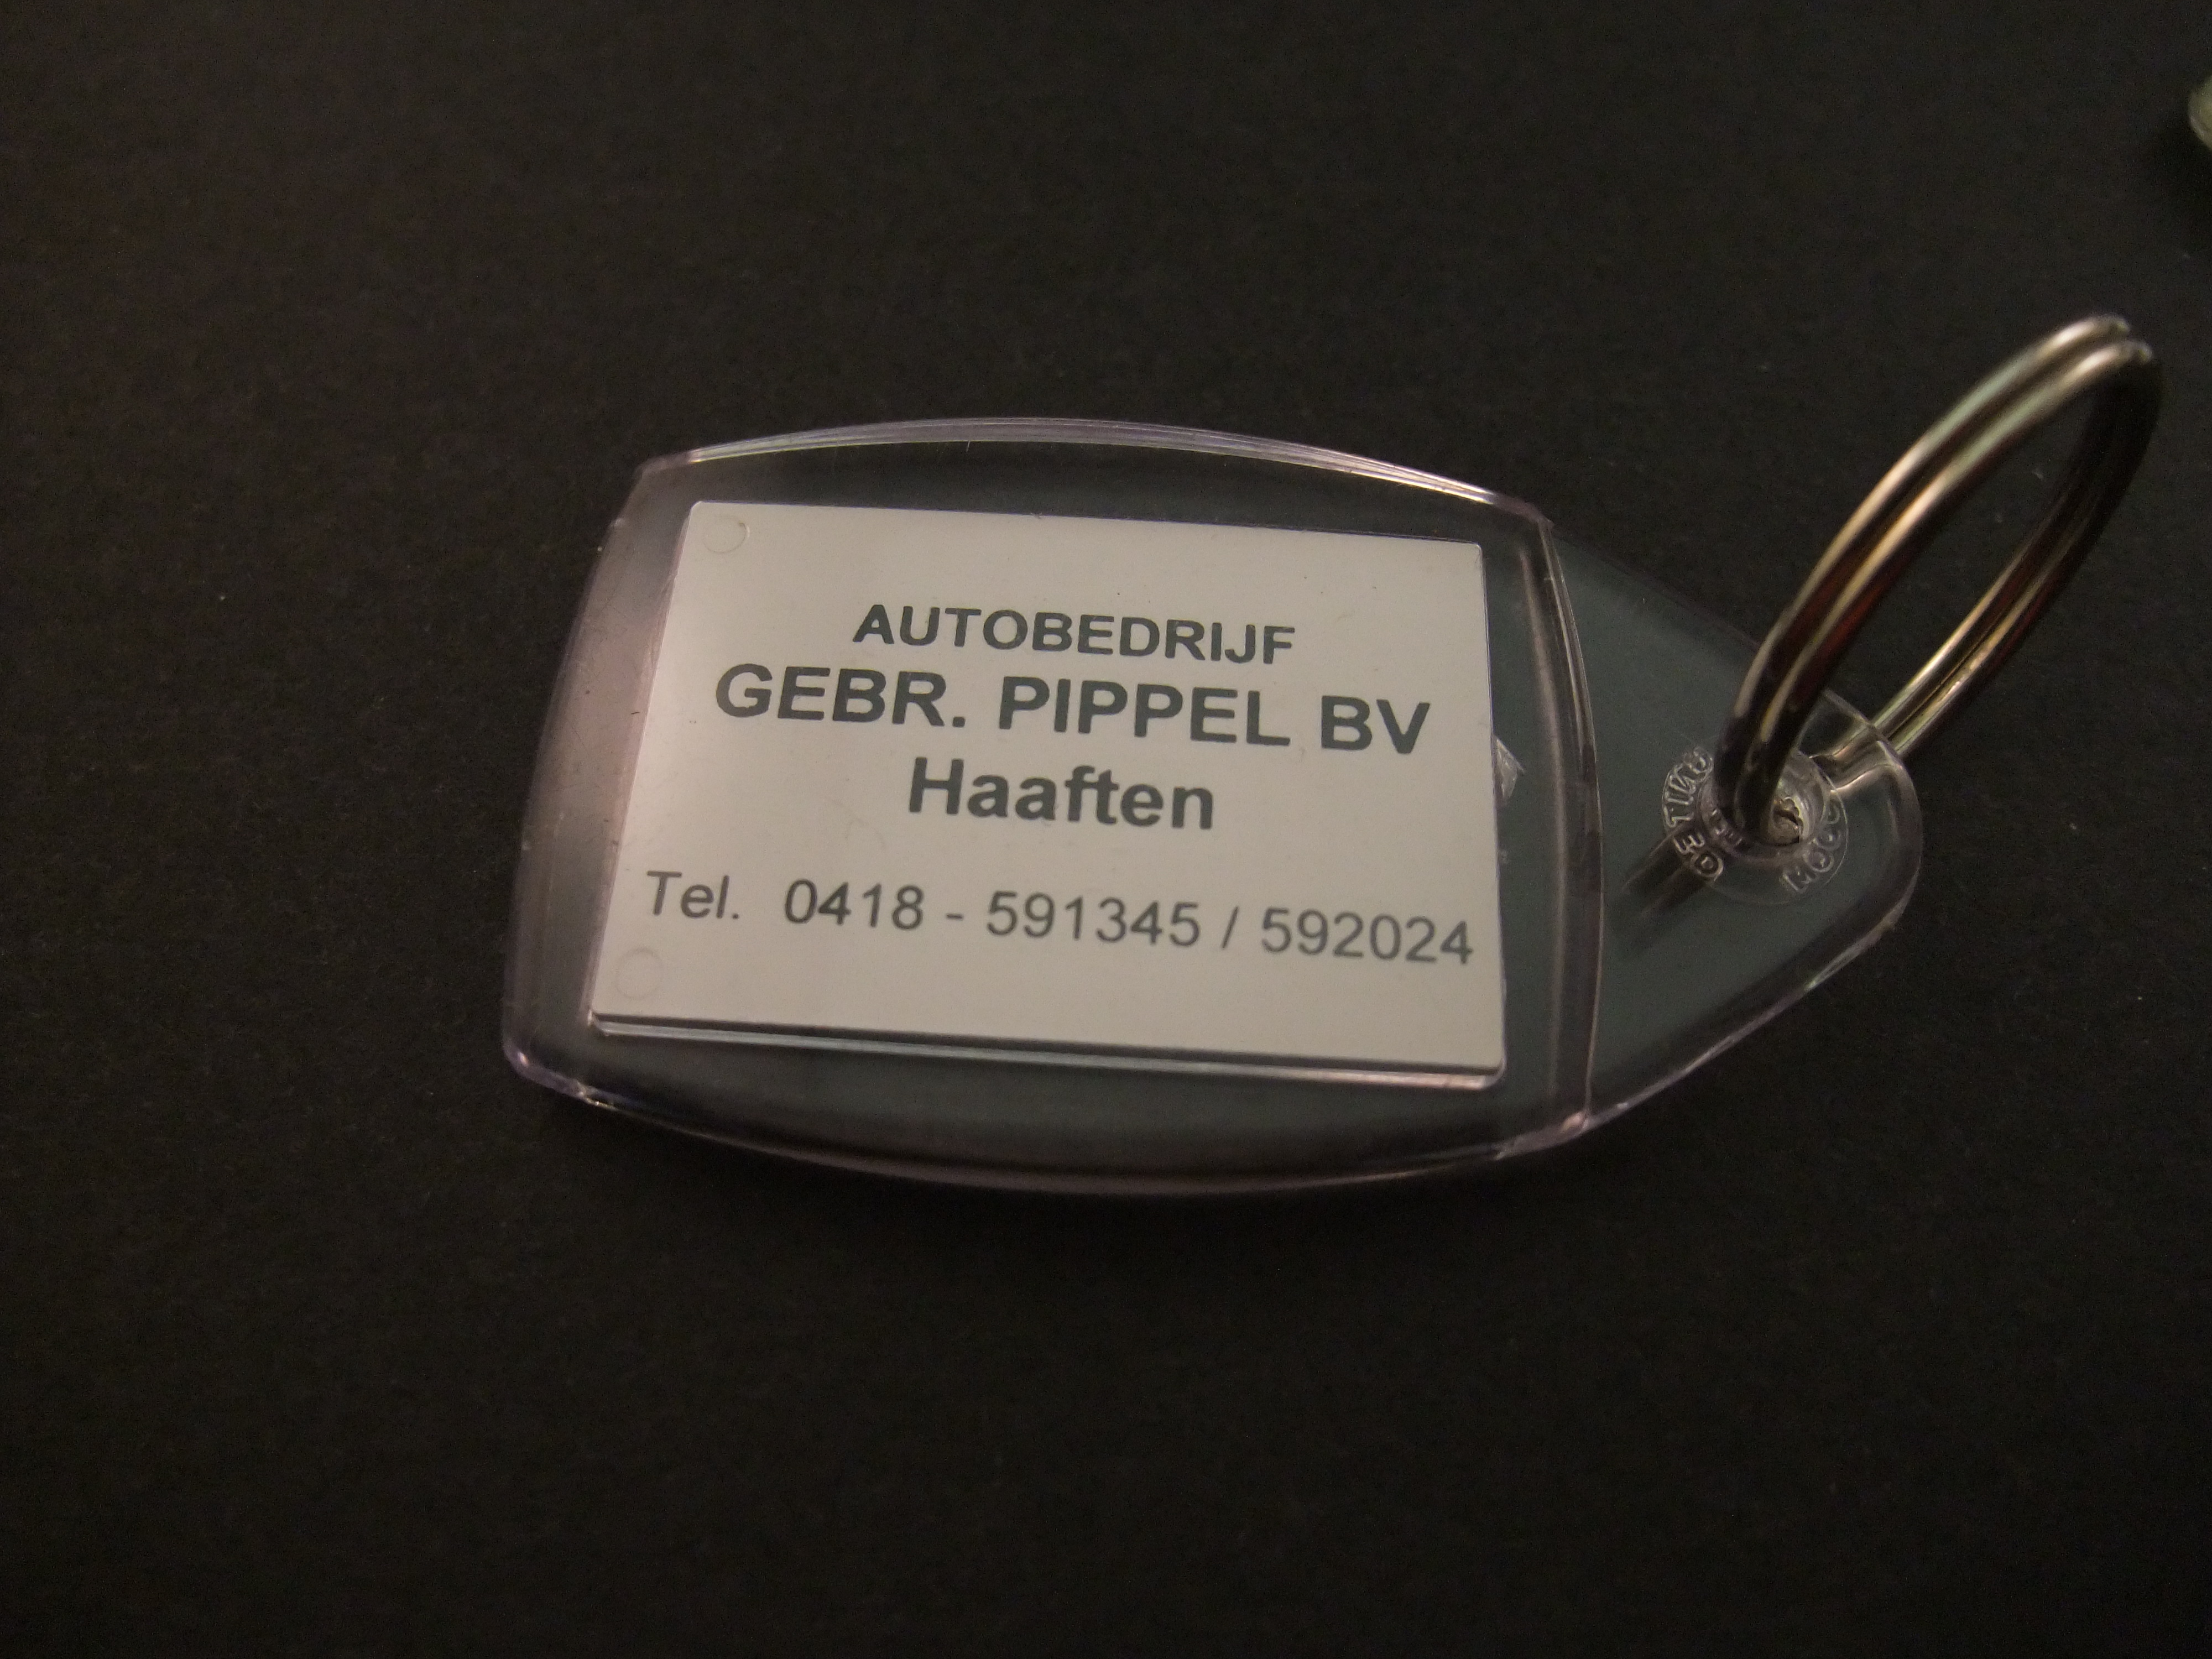 AUTOBEDRIJF
GEBR. PIPPEL BV
Haaften
Tel. 0418 - 591345 / 592024